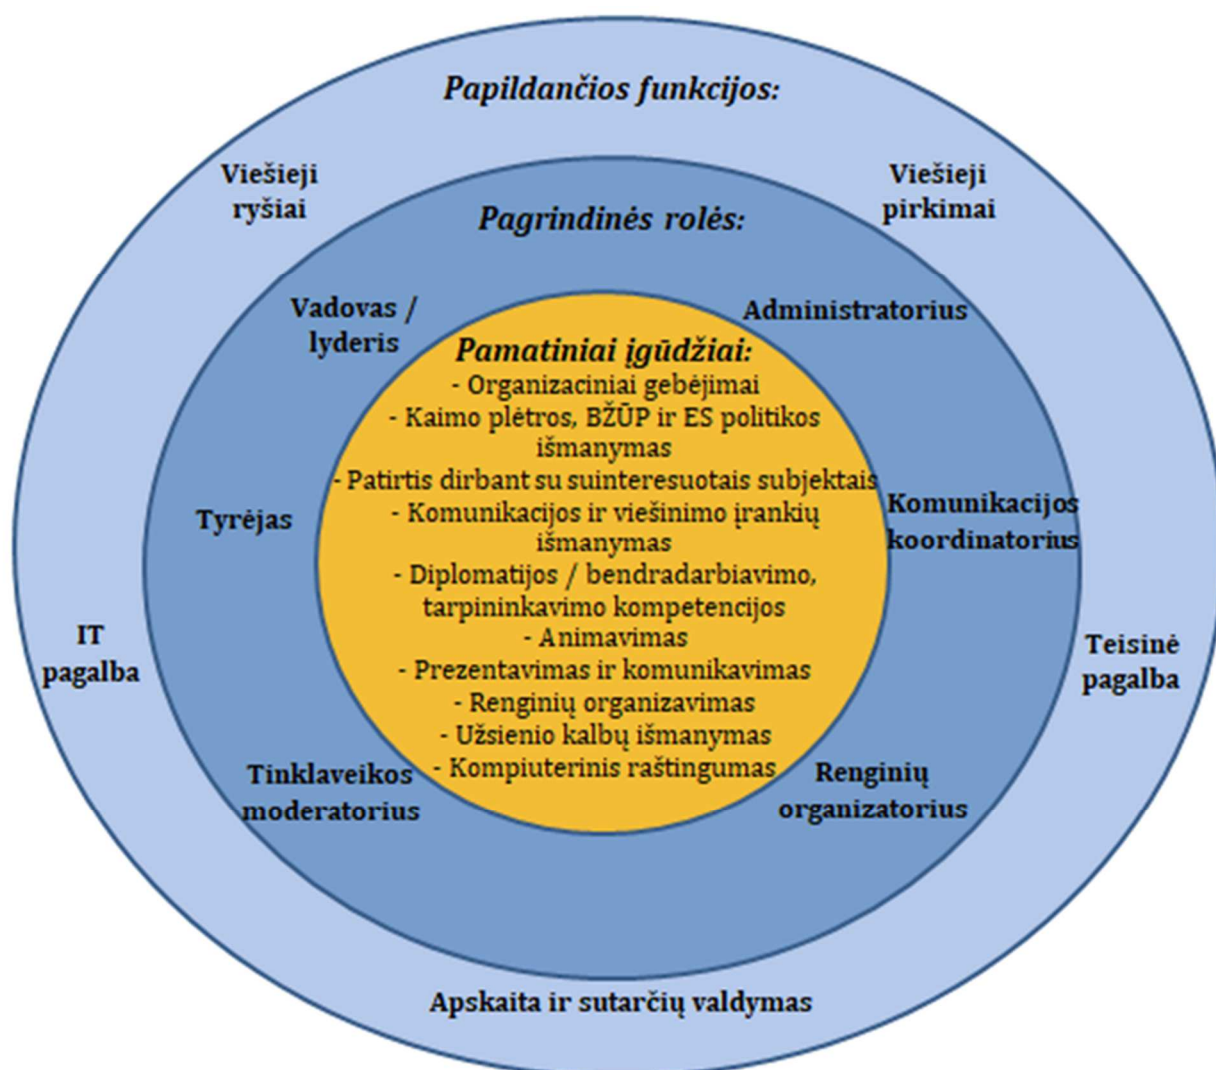 Papildančios funkcijos:
Viešieji
ryšiai
Viešieji
pirkimai
Pagrindinės rolės:
Vadovas /
lyderis
Administratorius
Pamatiniai įgūdžiai:
- Organizaciniai gebėjimai
- Kaimo plėtros, BŽŪP ir ES politikos
išmanymas
- Patirtis dirbant su suinteresuotais subjektais
- Komunikacijos ir viešinimo įrankių
išmanymas
- Diplomatijos / bendradarbiavimo,
tarpininkavimo kompetencijos
- Animavimas
- Prezentavimas ir komunikavimas
- Renginių organizavimas
- Užsienio kalbų išmanymas
- Kompiuterinis raštingumas
Tyrėjas
Komunikacijos
koordinatorius
IT
pagalba
Teisinė
pagalba
Tinklaveikos
moderatorius
Renginių
organizatorius
Apskaita ir sutarčių valdymas